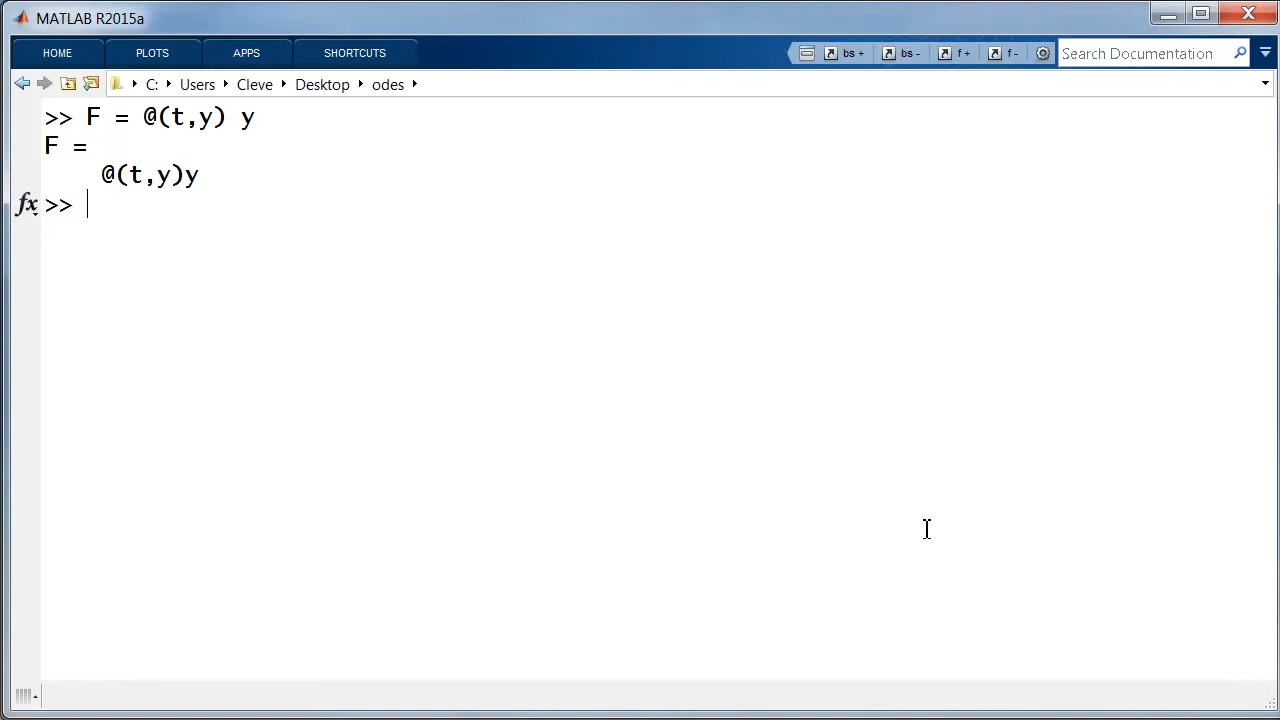 MATLAB R2015a
HOME PLOTS APPS SHORTCUTS bs + bs - f + f - Search Documentation
C: Users Cleve Desktop odes
>> F = @(t,y) y
F =
@(t,y)y
fx >>